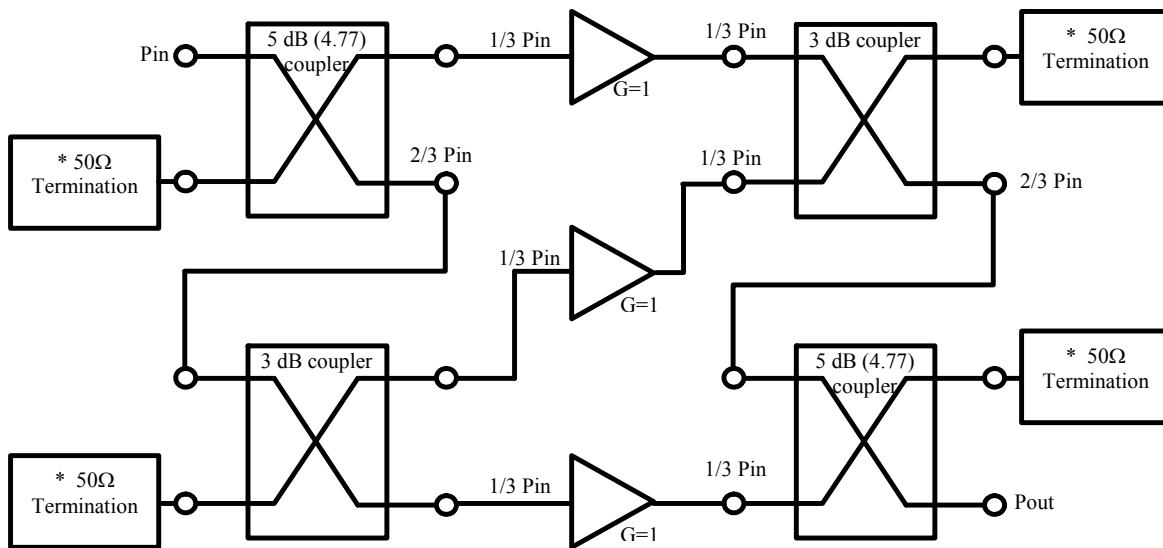 Pin
5 dB (4.77)
coupler
1/3 Pin
G=1
1/3 Pin
3 dB coupler
* 50Ω
Termination
* 50Ω
Termination
2/3 Pin
1/3 Pin
2/3 Pin
1/3 Pin
G=1
3 dB coupler
5 dB (4.77)
coupler
* 50Ω
Termination
* 50Ω
Termination
1/3 Pin
G=1
1/3 Pin
Pout